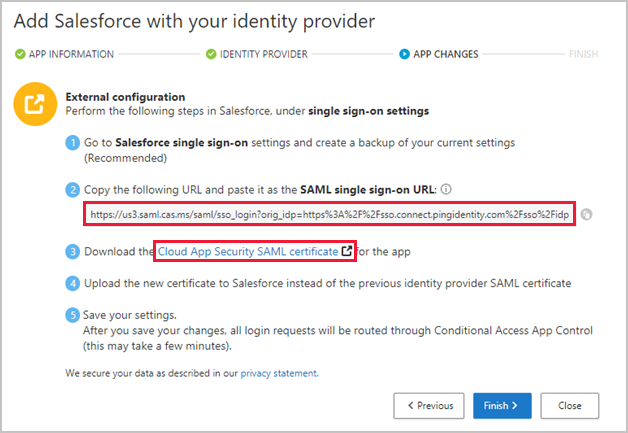 Add Salesforce with your identity provider
APP INFORMATION IDENTITY PROVIDER APP CHANGES FINISH
External configuration
Perform the following steps in Salesforce, under single sign-on settings
1 Go to Salesforce single sign-on settings and create a backup of your current settings
(Recommended)
2 Copy the following URL and paste it as the SAML single sign-on URL:
https://us3.saml.cas.ms/saml/sso_login?orig_idp=https%3A%2F%2Fsso.connect.pingidentity.com%2Fsso%2Fidp
3 Download the Cloud App Security SAML certificate for the app
4 Upload the new certificate to Salesforce instead of the previous identity provider SAML certificate
5 Save your settings.
After you save your changes, all login requests will be routed through Conditional Access App Control
(this may take a few minutes).
We secure your data as described in our privacy statement.
< Previous Finish > Close